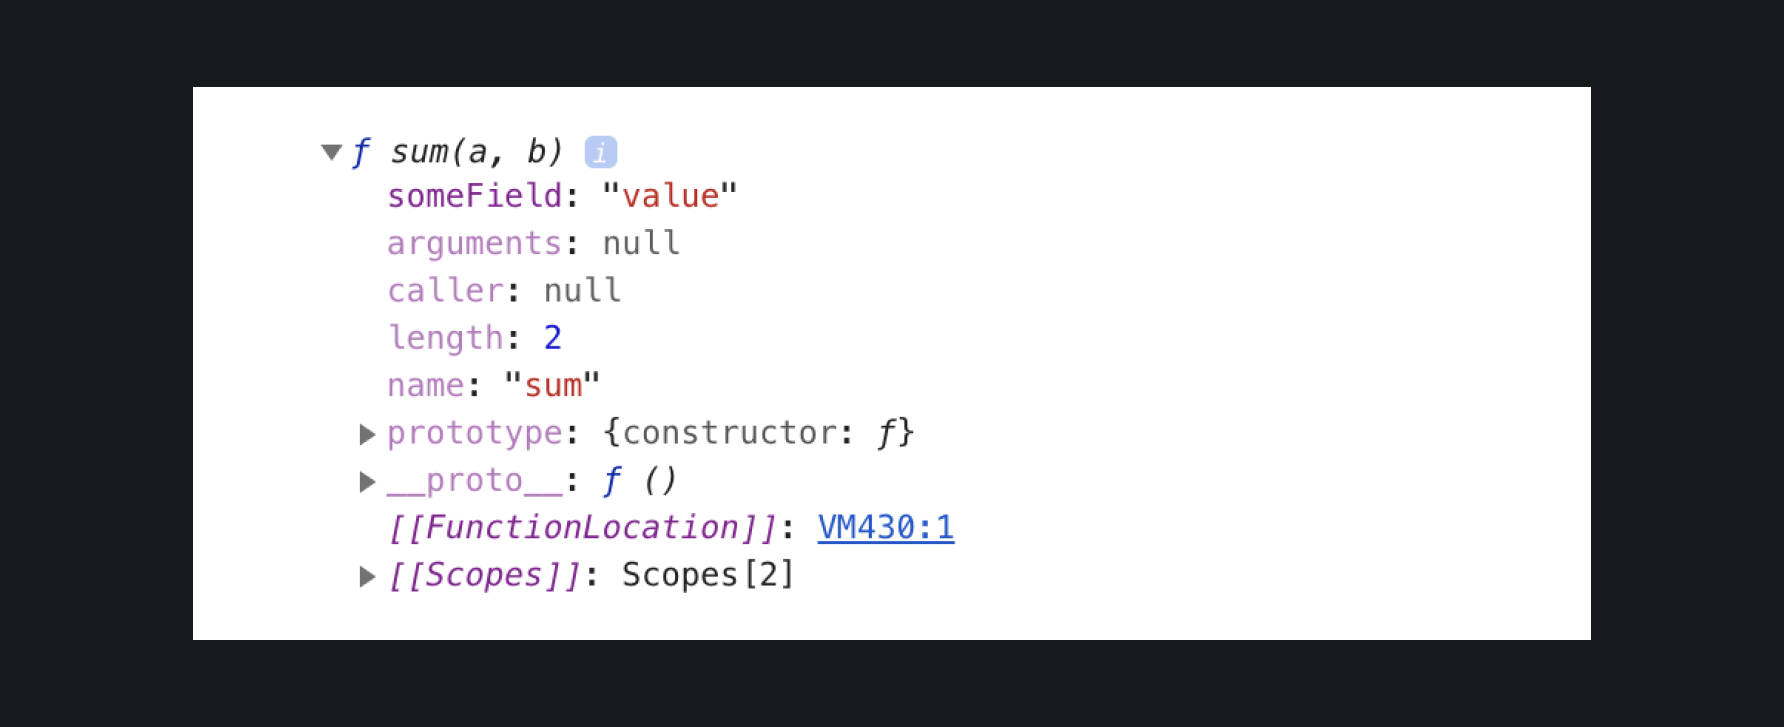 ▼ƒ sum(a, b) i
someField: "value"
arguments: null
caller: null
length: 2
name: "sum"
▶prototype: {constructor: ƒ}
▶__proto__: ƒ ()
[[FunctionLocation]]: VM430:1
▶[[Scopes]]: Scopes[2]